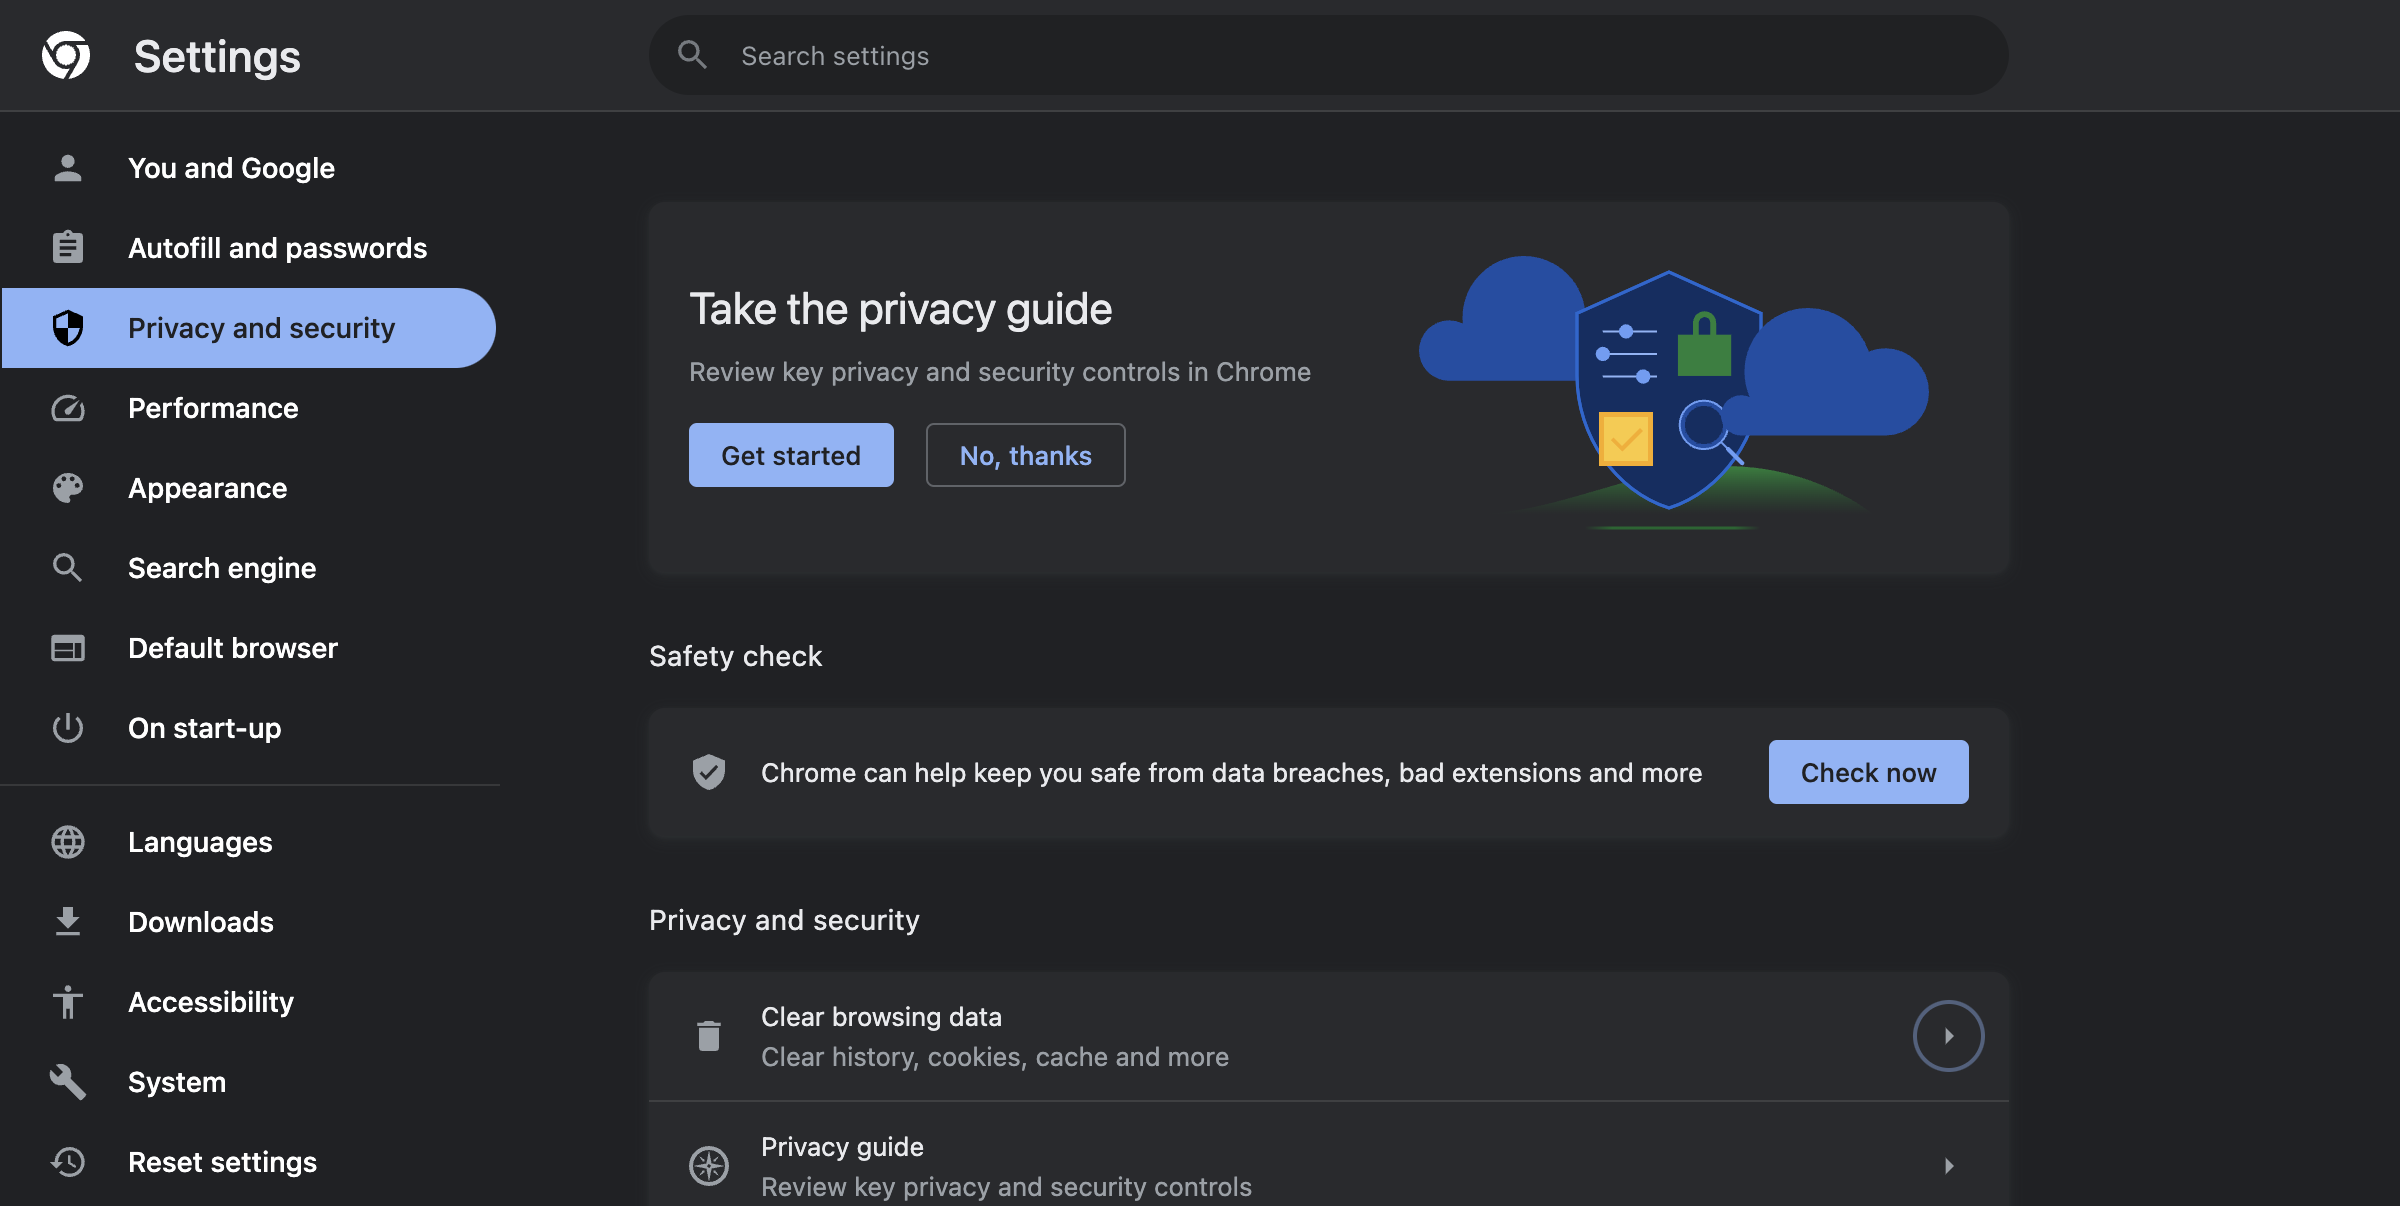 Settings
Search settings
You and Google
Autofill and passwords
Privacy and security
Performance
Appearance
Search engine
Default browser
On start-up
Languages
Downloads
Accessibility
System
Reset settings
Take the privacy guide
Review key privacy and security controls in Chrome
Get started
No, thanks
Safety check
Chrome can help keep you safe from data breaches, bad extensions and more
Check now
Privacy and security
Clear browsing data
Clear history, cookies, cache and more
Privacy guide
Review key privacy and security controls